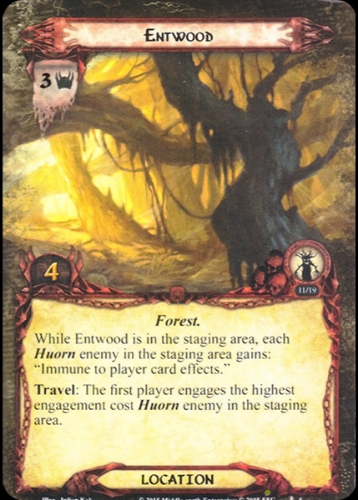 Entwood
3
4
11/19
Forest.
While Entwood is in the staging area, each
Huorn enemy in the staging area gains:
"Immune to player card effects."
Travel: The first player engages the highest
engagement cost Huorn enemy in the staging
area.
LOCATION